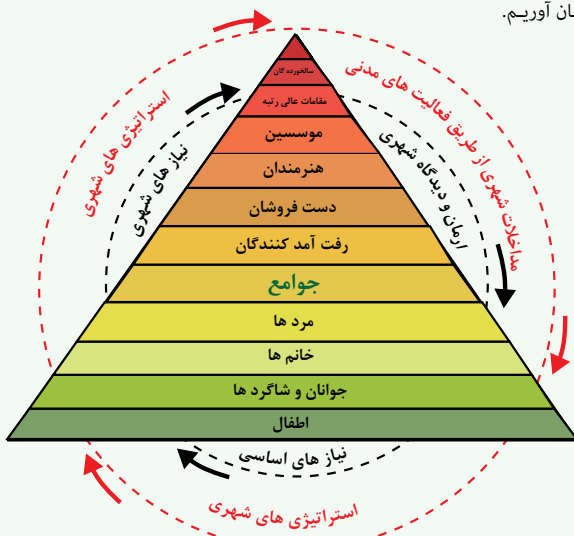 ان آوریـم.
سالخورده گان
مقامات عالی رتبه
موسسین
هنرمندان
دست فروشان
رفت آمد کنندگان
جوامع
مرد ها
خانم ها
جوانان و شاگرد ها
اطفال
استراتیژی های شهری
نیاز های شهری
مداخلات شهری از طریق فعالیت های مدنی
آرمان و دیدگاه شهری
نیاز های اساسی
استراتیژی های شهری